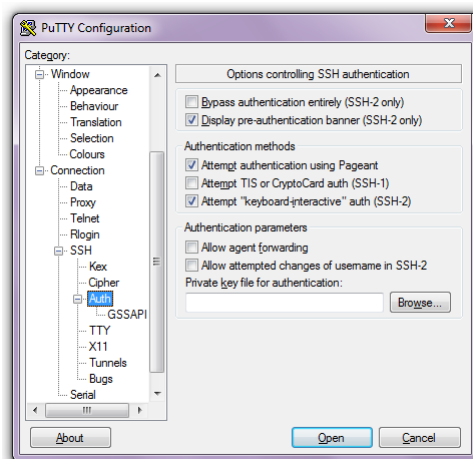 PuTTY Configuration
Category:
Window
Appearance
Behaviour
Translation
Selection
Colours
Connection
Data
Proxy
Telnet
Rlogin
SSH
Kex
Cipher
Auth
GSSAPI
TTY
X11
Tunnels
Bugs
Serial
Options controlling SSH authentication
Bypass authentication entirely (SSH-2 only)
Display pre-authentication banner (SSH-2 only)
Authentication methods
Attempt authentication using Pageant
Attempt TIS or CryptoCard auth (SSH-1)
Attempt "keyboard-interactive" auth (SSH-2)
Authentication parameters
Allow agent forwarding
Allow attempted changes of username in SSH-2
Private key file for authentication:
Browse...
About
Open
Cancel